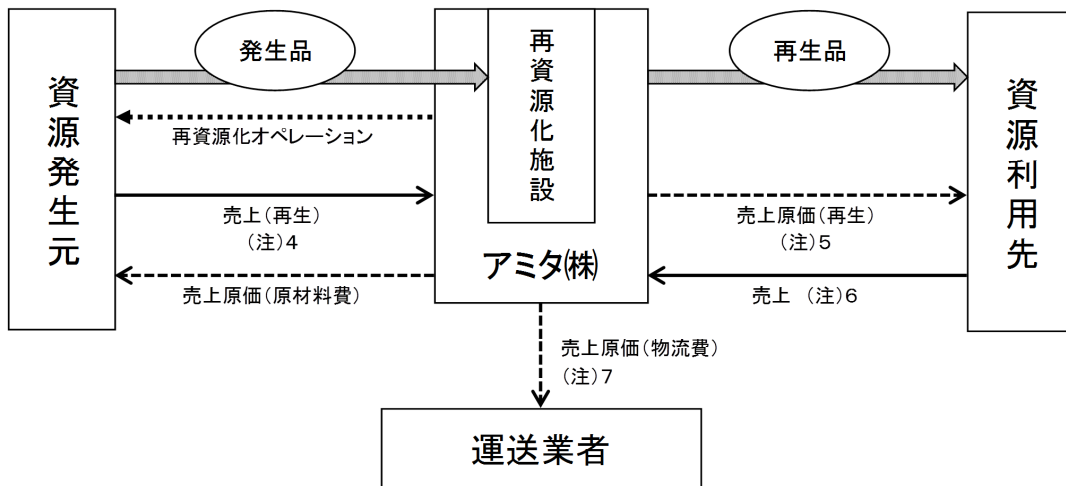 資源発生元
発生品
再資源化施設
再生品
資源利用先
再資源化オペレーション
売上(再生)
(注)4
売上原価(再生)
(注)5
アミタ㈱
売上原価(原材料費)
売上 (注)6
売上原価(物流費)
(注)7
運送業者